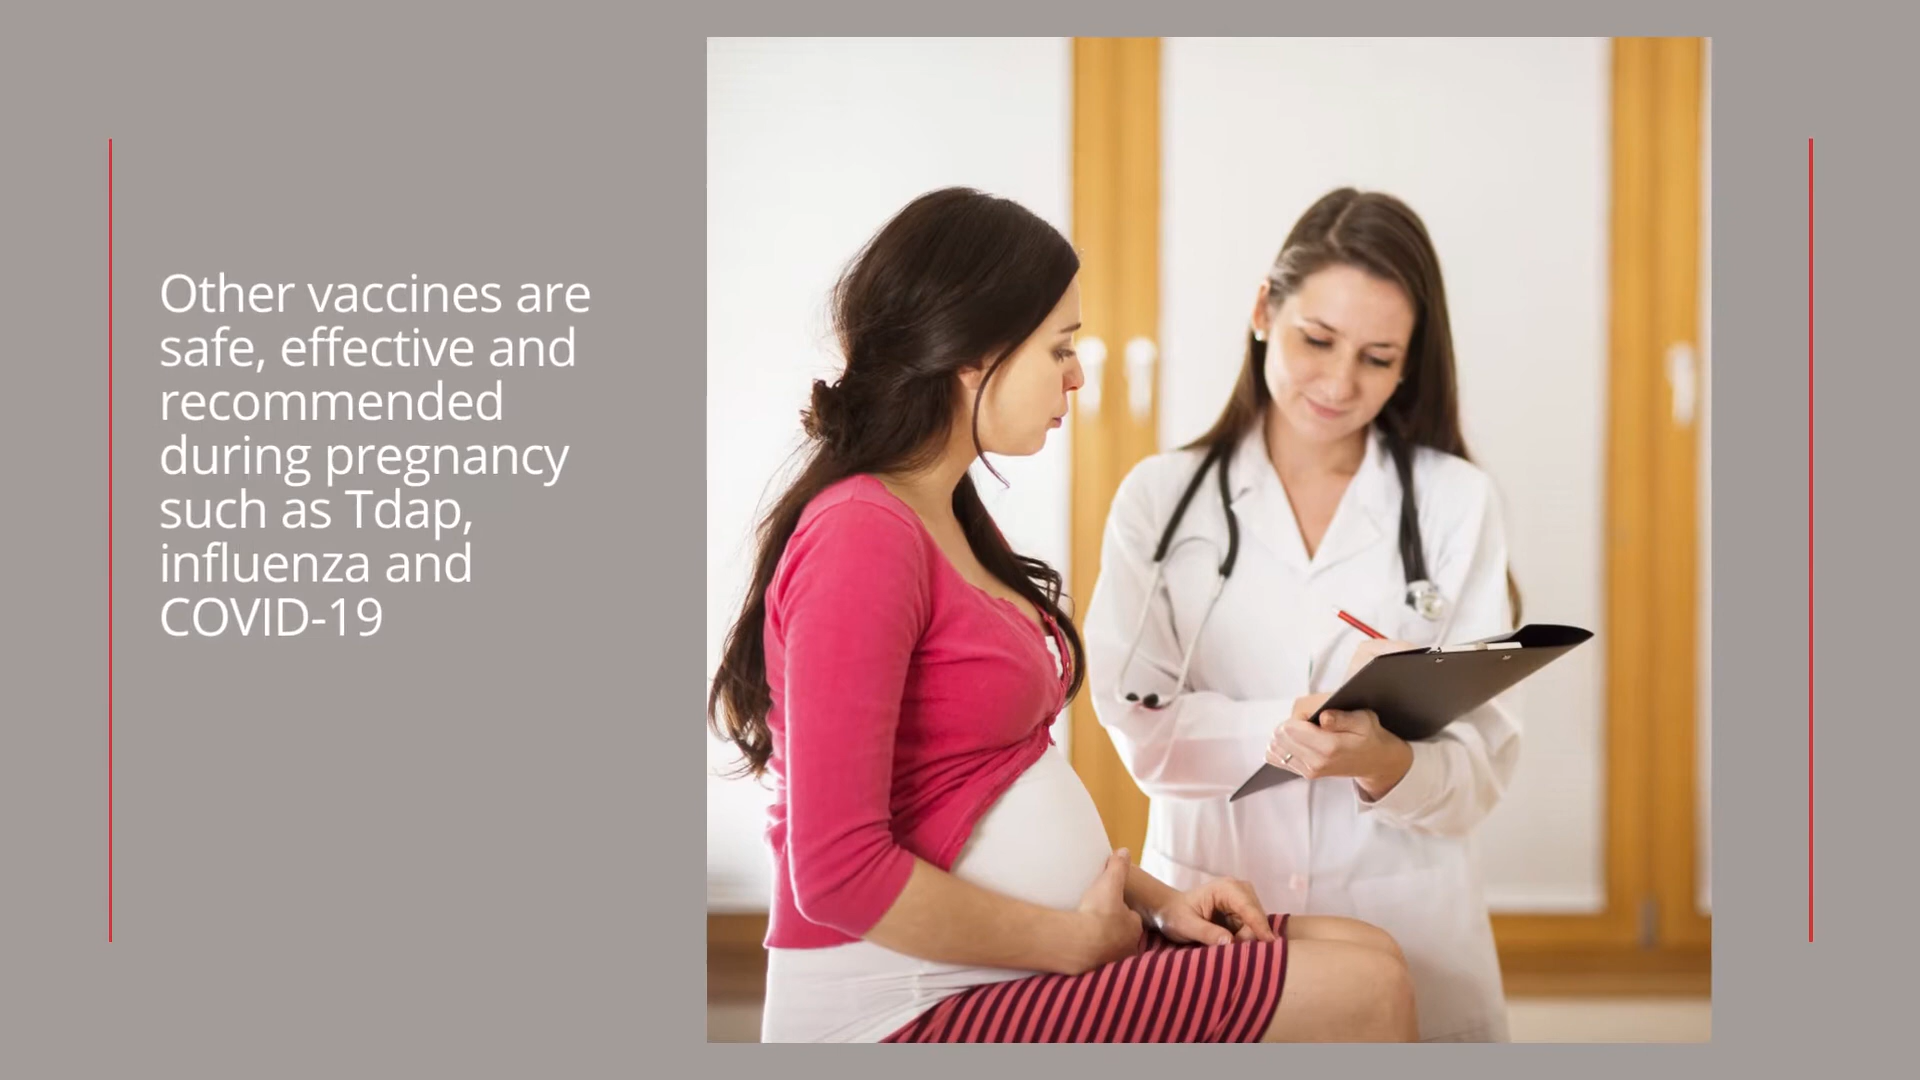 Other vaccines are
safe, effective and
recommended
during pregnancy
such as Tdap,
influenza and
COVID-19